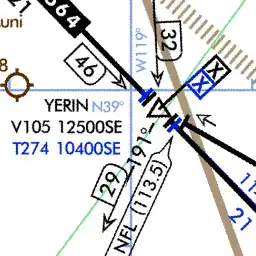 21
uni
564
8
46
W119°
32
X
X
YERIN N39°
V105 12500SE
T274 10400SE
29
191°
NFL (113.5)
11
21